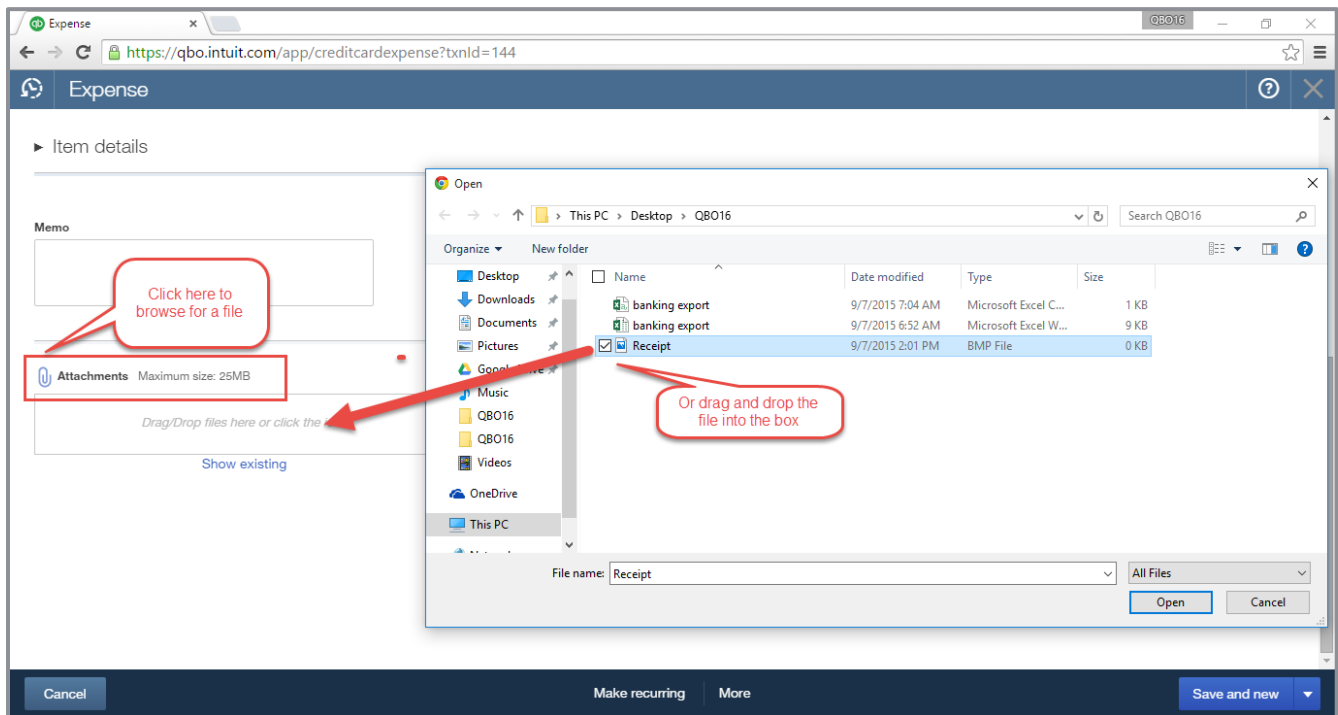 Expense
QBO16
https://qbo.intuit.com/app/creditcardexpense?txnId=144
Expense
Item details
Memo
Click here to
browse for a file
Attachments Maximum size: 25MB
Drag/Drop files here or click the
Show existing
Open
This PC > Desktop > QBO16
Search QBO16
Organize New folder
Desktop
Downloads
Documents
Pictures
Music
QBO16
QBO16
Videos
OneDrive
This PC
Name Date modified Type Size
banking export 9/7/2015 7:04 AM Microsoft Excel C... 1 KB
banking export 9/7/2015 6:52 AM Microsoft Excel W... 9 KB
Receipt 9/7/2015 2:01 PM BMP File 0 KB
Or drag and drop the
file into the box
File name: Receipt All Files
Open Cancel
Cancel Make recurring More Save and new